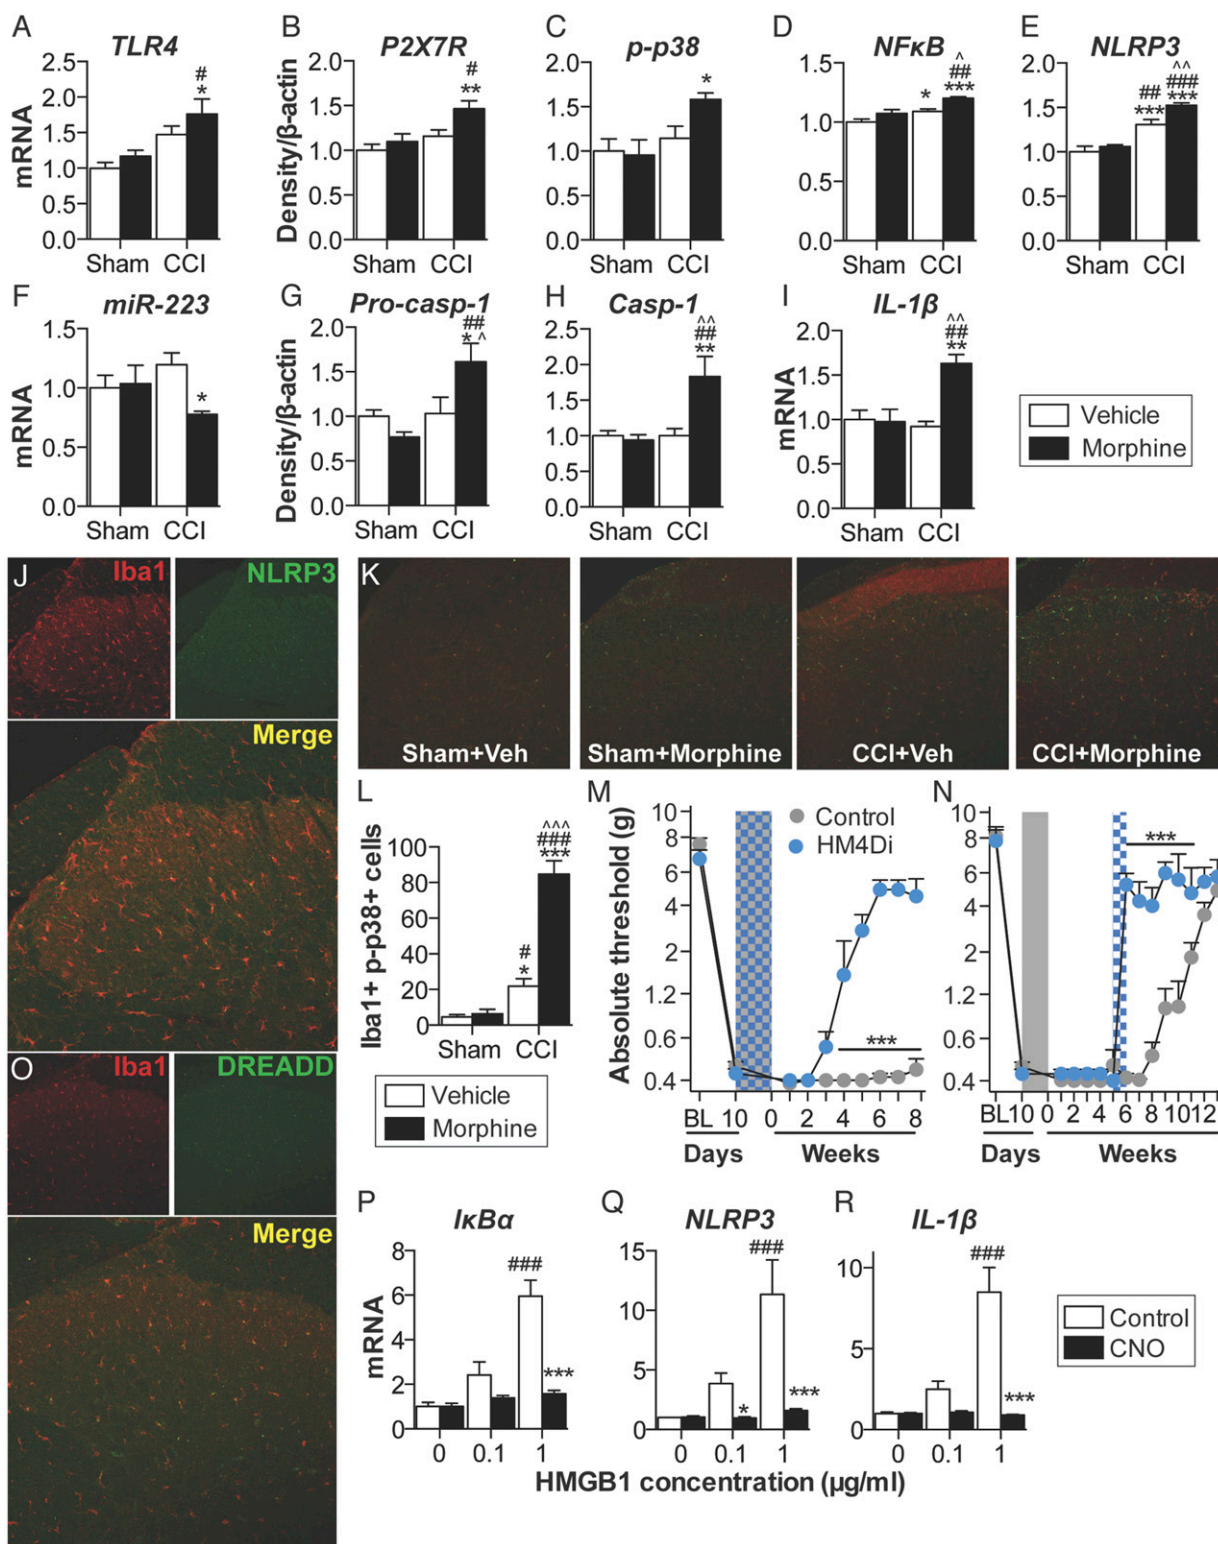 A
TLR4
mRNA
2.5
2.0
1.5
1.0
0.5
0.0
#
*
Sham CCI
B
P2X7R
Density/β-actin
2.0
1.5
1.0
0.5
0.0
#
**
Sham CCI
C
p-p38
2.0
1.5
1.0
0.5
0.0
*
Sham CCI
D
NFκB
1.5
1.0
0.5
0.0
*
^
##
***
Sham CCI
E
NLRP3
2.0
1.5
1.0
0.5
0.0
##
***
^^
###
***
Sham CCI
F
miR-223
mRNA
1.5
1.0
0.5
0.0
*
Sham CCI
G
Pro-casp-1
Density/β-actin
2.0
1.5
1.0
0.5
0.0
##
* ^
Sham CCI
H
Casp-1
2.5
2.0
1.5
1.0
0.5
0.0
^^
##
**
Sham CCI
I
IL-1β
mRNA
2.0
1.5
1.0
0.5
0.0
^^
##
**
Sham CCI
Vehicle
Morphine
J
Iba1
NLRP3
Merge
K
Sham+Veh
Sham+Morphine
CCI+Veh
CCI+Morphine
L
Iba1+ p-p38+ cells
100
80
60
40
20
0
#
*
^^^
###
***
Sham CCI
Vehicle
Morphine
M
Absolute threshold (g)
10
8
6
4
2
1.2
0.6
0.4
Control
HM4Di
***
BL 10 0 2 4 6 8
Days Weeks
N
10
8
6
4
2
1.2
0.6
0.4
***
BL 10 0 2 4 6 8 10 12 13
Days Weeks
O
Iba1
DREADD
Merge
P
IκBα
mRNA
8
6
4
2
0
###
***
0 0.1 1
Q
NLRP3
15
10
5
0
*
###
***
0 0.1 1
R
IL-1β
10
5
0
###
***
0 0.1 1
Control
CNO
HMGB1 concentration (µg/ml)